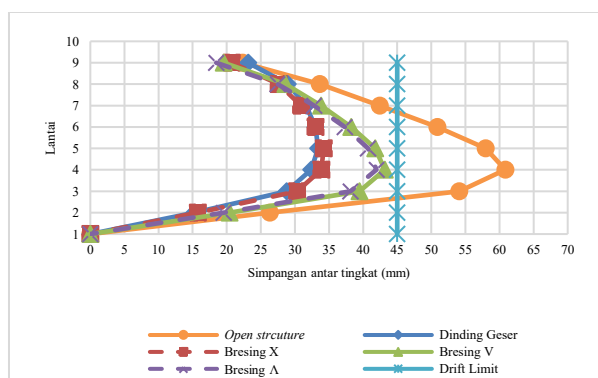 10
9
8
7
6
5
4
3
2
1
Lantai
0 5 10 15 20 25 30 35 40 45 50 55 60 65 70
Simpangan antar tingkat (mm)
Open strcuture
Dinding Geser
Bresing X
Bresing V
Bresing Λ
Drift Limit